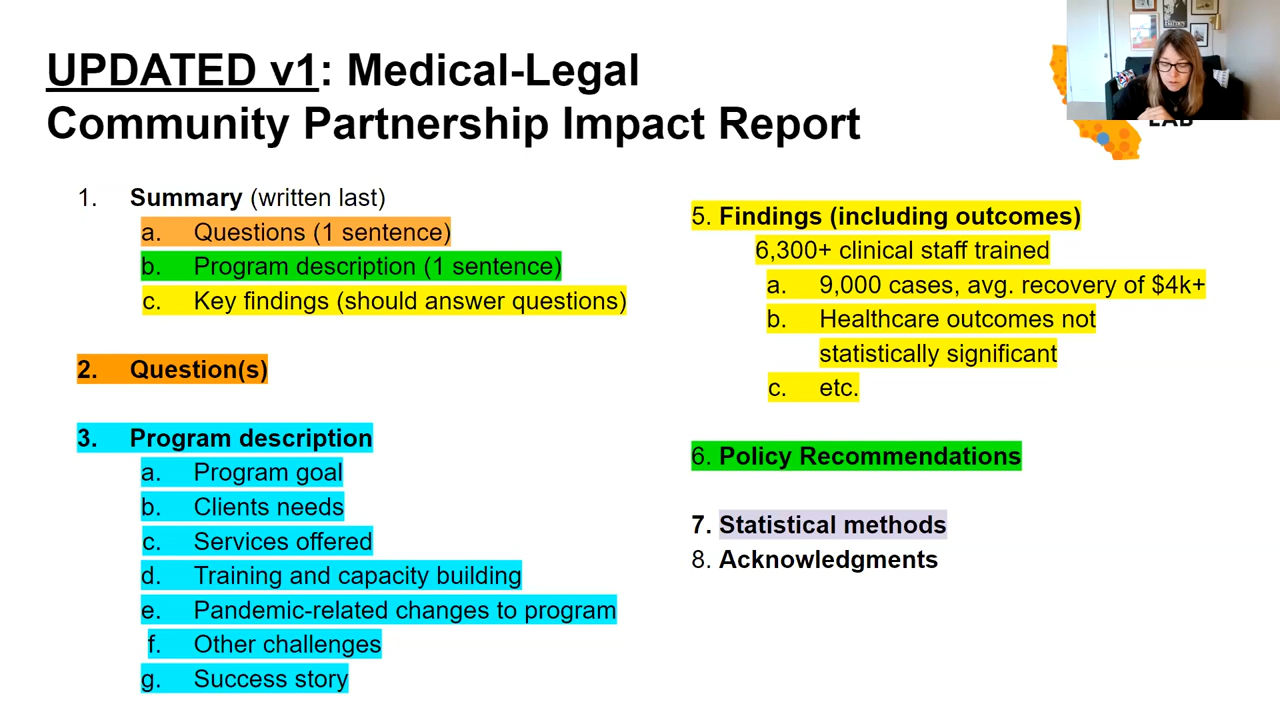 UPDATED v1: Medical-Legal
Community Partnership Impact Report
LAB
1. Summary (written last)
a. Questions (1 sentence)
b. Program description (1 sentence)
c. Key findings (should answer questions)
2. Question(s)
3. Program description
a. Program goal
b. Clients needs
c. Services offered
d. Training and capacity building
e. Pandemic-related changes to program
f. Other challenges
g. Success story
5. Findings (including outcomes)
6,300+ clinical staff trained
a. 9,000 cases, avg. recovery of $4k+
b. Healthcare outcomes not
statistically significant
c. etc.
6. Policy Recommendations
7. Statistical methods
8. Acknowledgments